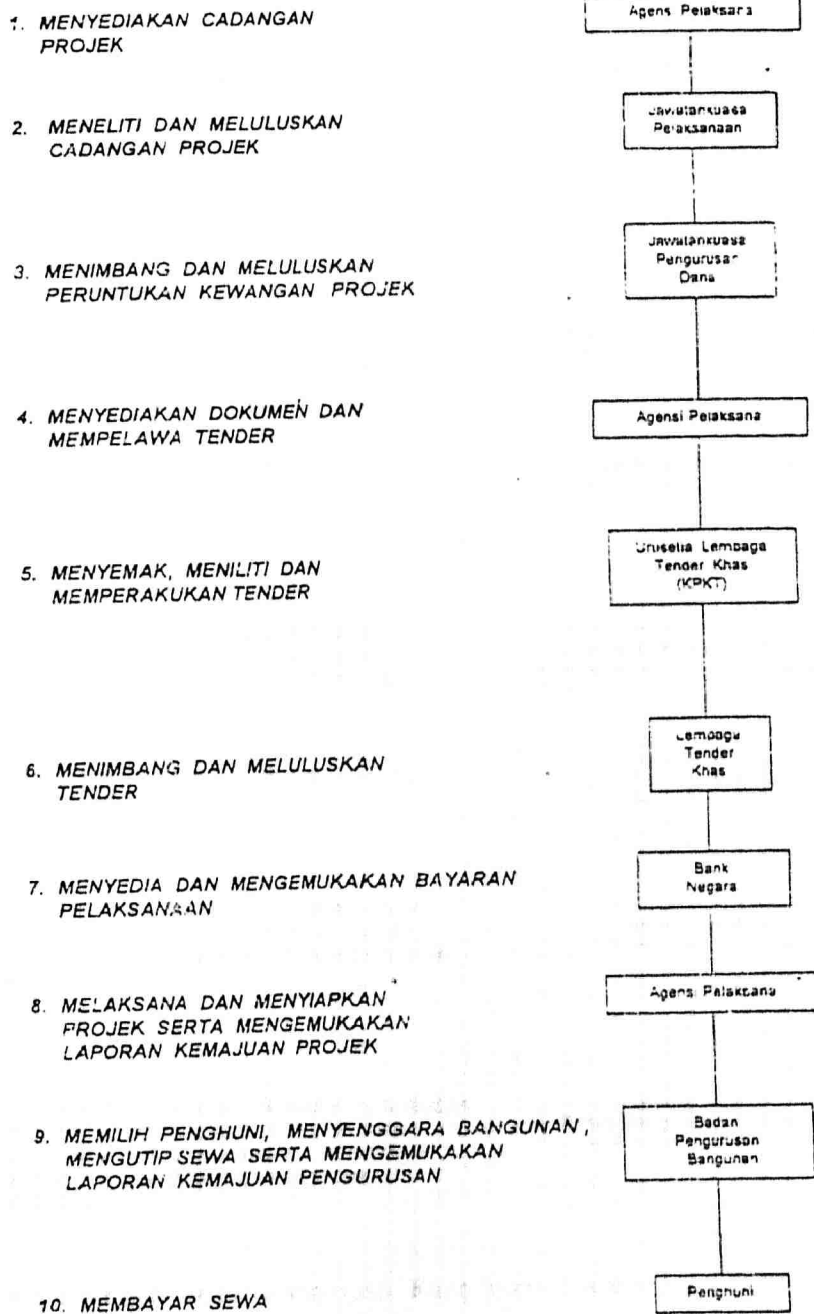 1. MENYEDIAKAN CADANGAN
PROJEK
Agensi Pelaksana
2. MENELITI DAN MELULUSKAN
CADANGAN PROJEK
Jawatankuasa
Pelaksanaan
3. MENIMBANG DAN MELULUSKAN
PERUNTUKAN KEWANGAN PROJEK
Jawatankuasa
Pengurusan
Dana
4. MENYEDIAKAN DOKUMEN DAN
MEMPELAWA TENDER
Agensi Pelaksana
5. MENYEMAK, MENILITI DAN
MEMPERAKUKAN TENDER
Urusetia Lembaga
Tender Khas
(KPKT)
6. MENIMBANG DAN MELULUSKAN
TENDER
Lembaga
Tender
Khas
7. MENYEDIA DAN MENGEMUKAKAN BAYARAN
PELAKSANAAN
Bank
Negara
8. MELAKSANA DAN MENYIAPKAN
PROJEK SERTA MENGEMUKAKAN
LAPORAN KEMAJUAN PROJEK
Agensi Pelaksana
9. MEMILIH PENGHUNI, MENYENGGARA BANGUNAN,
MENGUTIP SEWA SERTA MENGEMUKAKAN
LAPORAN KEMAJUAN PENGURUSAN
Badan
Pengurusan
Bangunan
10. MEMBAYAR SEWA
Penghuni